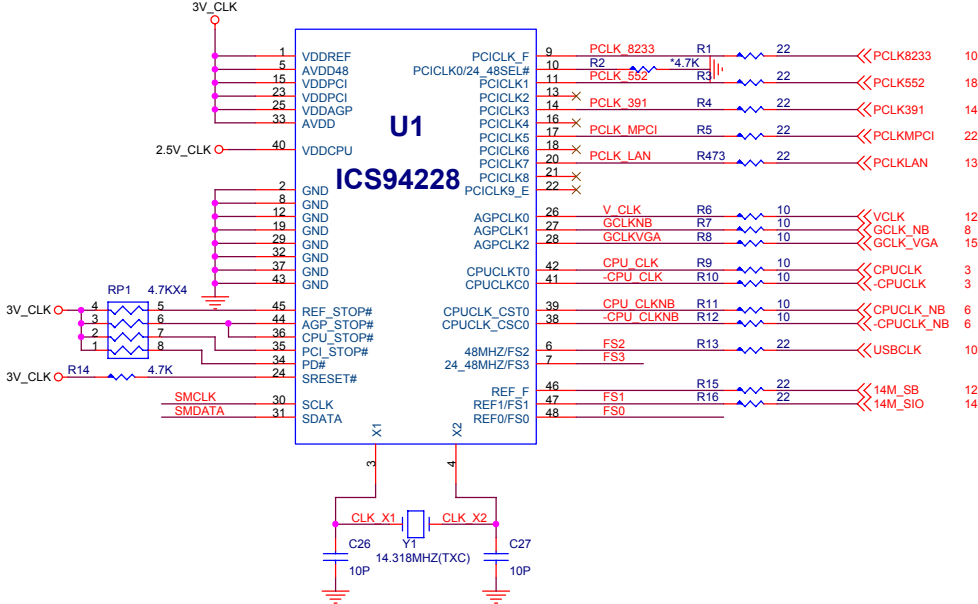 3V_CLK
1 VDDREF PCICLK_F 9 PCLK_8233 R1 22 PCLK8233 10
5 AVDD48 PCICLK0/24_48SEL# 10 R2 *4.7K
15 VDDPCI PCICLK1 11 PCLK_552 R3 22 PCLK552 18
23 VDDPCI PCICLK2 13
25 VDDAGP PCICLK3 14 PCLK_391 R4 22 PCLK391 14
33 AVDD PCICLK4 16
U1
PCICLK5 17 PCLK_MPCI R5 22 PCLKMPCI 22
2.5V_CLK 40 VDDCPU PCICLK6 18
PCICLK7 20 PCLK_LAN R473 22 PCLKLAN 13
ICS94228
PCICLK8 21
2 GND PCICLK9_E 22
8 GND
12 GND AGPCLK0 26 V_CLK R6 10 VCLK 12
19 GND AGPCLK1 27 GCLKNB R7 10 GCLK_NB 8
29 GND AGPCLK2 28 GCLKVGA R8 10 GCLK_VGA 15
32 GND
37 GND CPUCLKT0 42 CPU_CLK R9 10 CPUCLK 3
43 GND CPUCLKC0 41 -CPU_CLK R10 10 -CPUCLK 3
RP1 4.7KX4
3V_CLK 4 5 45 REF_STOP# CPUCLK_CST0 39 CPU_CLKNB R11 10 CPUCLK_NB 6
3 6 44 AGP_STOP# CPUCLK_CSC0 38 -CPU_CLKNB R12 10 -CPUCLK_NB 6
2 7 36 CPU_STOP#
1 8 35 PCI_STOP# 48MHZ/FS2 6 FS2 R13 22 USBCLK 10
34 PD# 24_48MHZ/FS3 7 FS3
3V_CLK R14 4.7K 24 SRESET#
REF_F 46 R15 22 14M_SB 12
SMCLK 30 SCLK REF1/FS1 47 FS1 R16 22 14M_SIO 14
SMDATA 31 SDATA REF0/FS0 48 FS0
X1 X2
3 4
CLK_X1 CLK_X2
C26 Y1 C27
10P 14.318MHZ(TXC) 10P